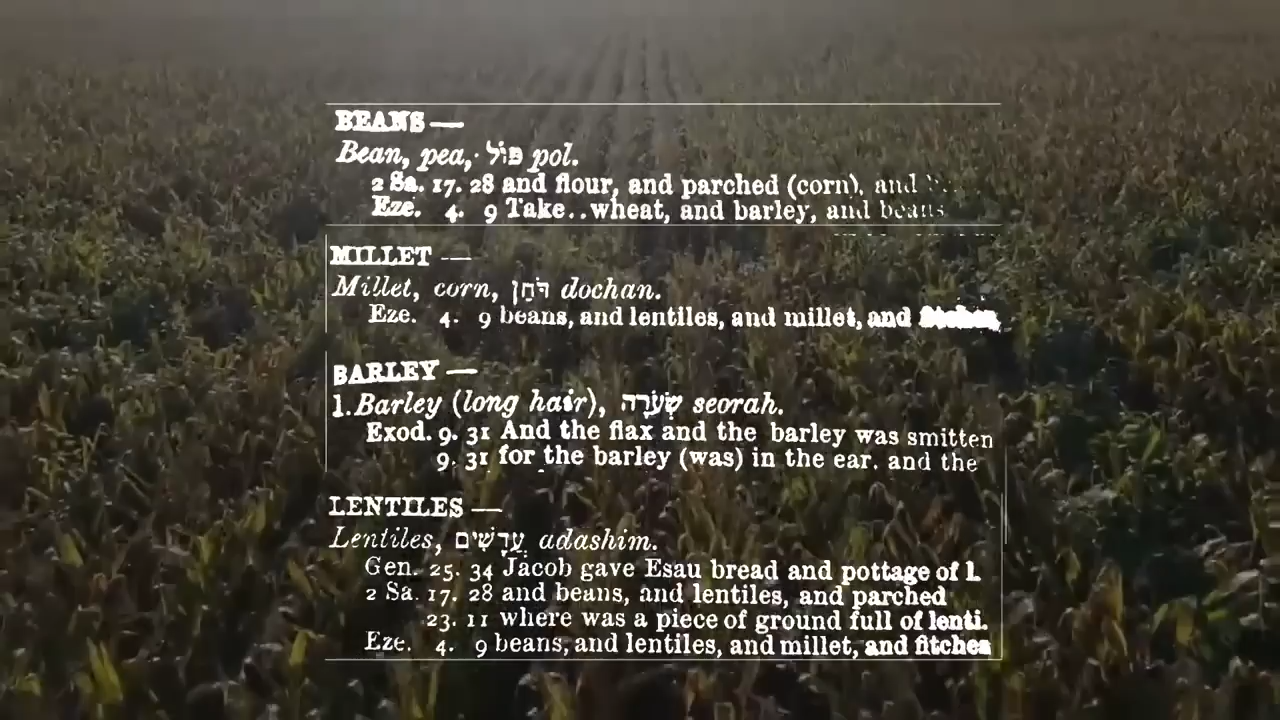 BEANS —
Bean, pea, פּוֹל pol.
2 Sa. 17. 28 and flour, and parched (corn), and
Eze. 4. 9 Take..wheat, and barley, and beans
MILLET —
Millet, corn, דֹּחַן dochan.
Eze. 4. 9 beans, and lentiles, and millet, and fitches
BARLEY —
1. Barley (long hair), שְׂעֹרָה seorah.
Exod. 9. 31 And the flax and the barley was smitten
9. 31 for the barley (was) in the ear. and the
LENTILES —
Lentiles, עֲדָשִׁים adashim.
Gen. 25. 34 Jacob gave Esau bread and pottage of l.
2 Sa. 17. 28 and beans, and lentiles, and parched
23. 11 where was a piece of ground full of lenti.
Eze. 4. 9 beans, and lentiles, and millet, and fitches